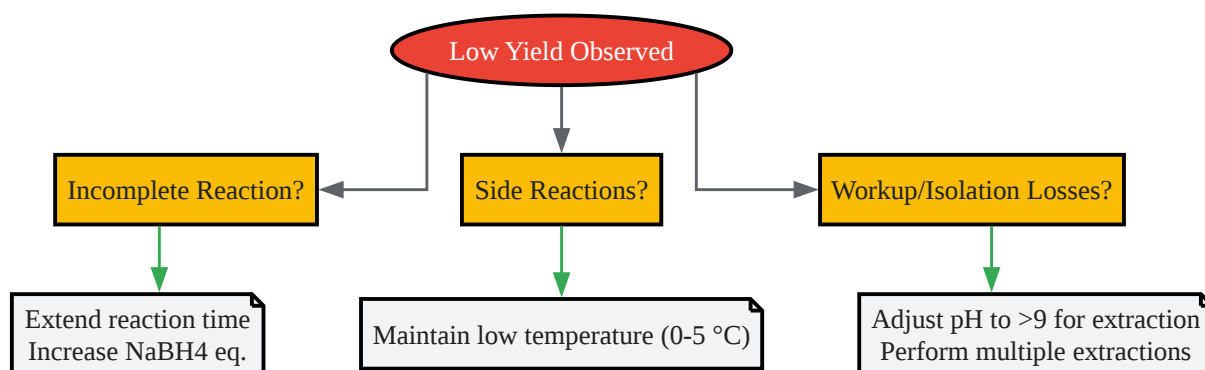 Low Yield Observed
Incomplete Reaction?
Side Reactions?
Workup/Isolation Losses?
Extend reaction time
Increase NaBH4 eq.
Maintain low temperature (0-5 °C)
Adjust pH to >9 for extraction
Perform multiple extractions